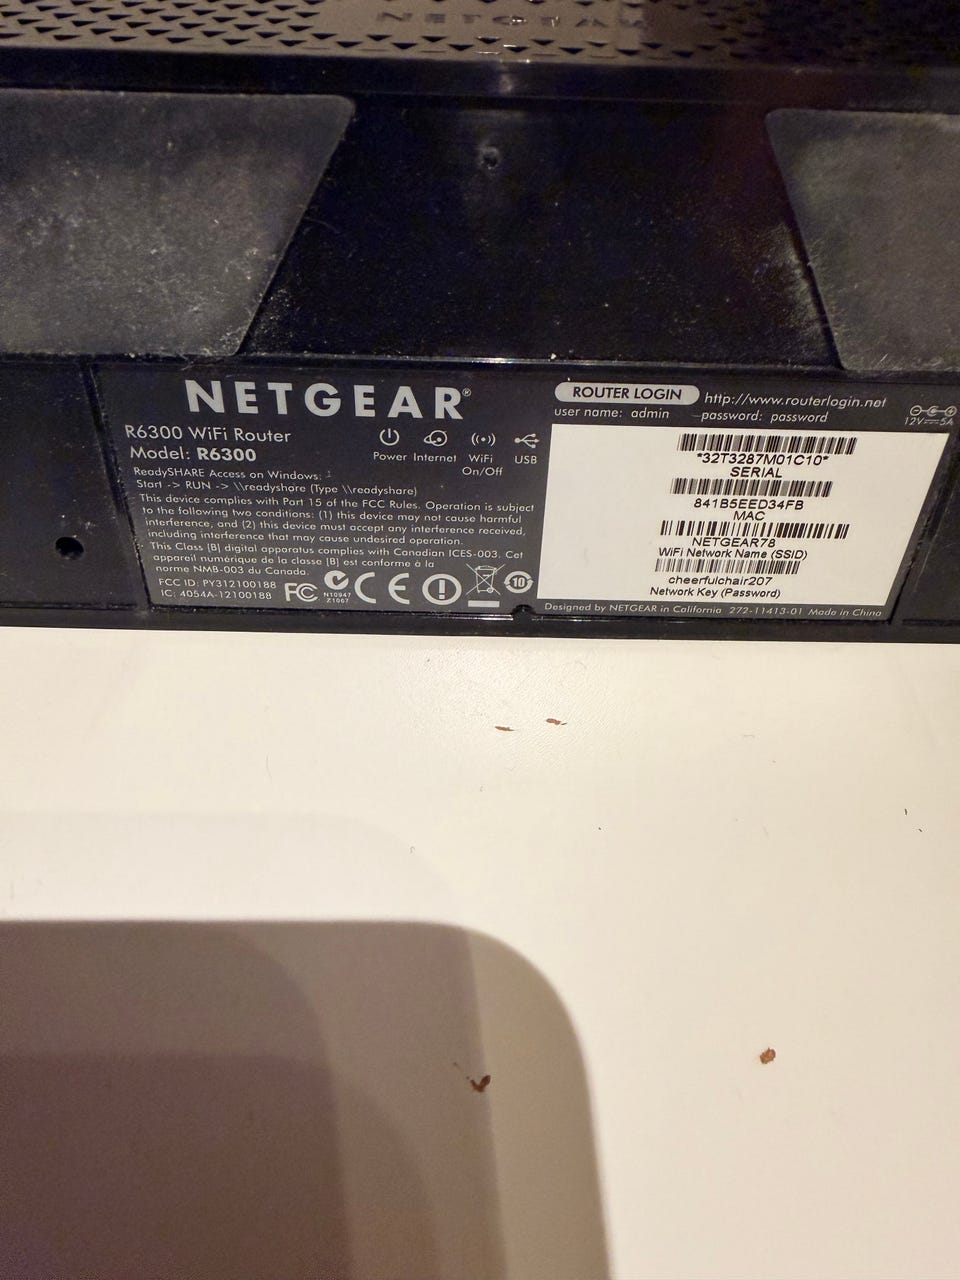 NETGEAR
NETGEAR®
R6300 WiFi Router
Model: R6300
Power Internet WiFi On/Off USB
ReadySHARE Access on Windows:
Start -> RUN -> \\readyshare (Type \\readyshare)
This device complies with Part 15 of the FCC Rules. Operation is subject
to the following two conditions: (1) this device may not cause harmful
interference, and (2) this device must accept any interference received,
including interference that may cause undesired operation.
This Class [B] digital apparatus complies with Canadian ICES-003. Cet
appareil numérique de la classe [B] est conforme à la
norme NMB-003 du Canada.
FCC ID: PY312100188
IC: 4054A-12100188
FC
N10947
Z1067
CE
10
ROUTER LOGIN http://www.routerlogin.net
user name: admin password: password
12V 5A
*32T3287M01C10*
SERIAL
841B5EED34FB
MAC
NETGEAR78
WiFi Network Name (SSID)
cheerfulchair207
Network Key (Password)
Designed by NETGEAR in California 272-11413-01 Made in China